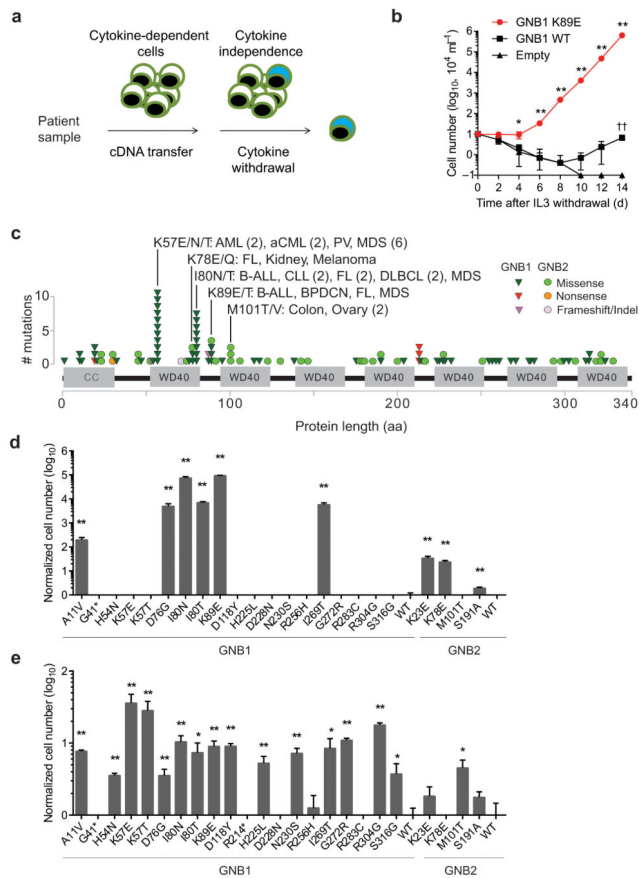 a
Cytokine-dependent
cells
Cytokine
independence
Patient
sample
cDNA transfer
Cytokine
withdrawal
b
GNB1 K89E
GNB1 WT
Empty
Cell number (log10, 10⁴ ml⁻¹)
6
5
4
3
2
1
0
−1
* ** ** ** ** **
††
0 2 4 6 8 10 12 14
Time after IL3 withdrawal (d)
c
K57E/N/T: AML (2), aCML (2), PV, MDS (6)
K78E/Q: FL, Kidney, Melanoma
I80N/T: B-ALL, CLL (2), FL (2), DLBCL (2), MDS
K89E/T: B-ALL, BPDCN, FL, MDS
M101T/V: Colon, Ovary (2)
GNB1 GNB2
Missense
Nonsense
Frameshift/Indel
# mutations
10
5
0
CC WD40 WD40 WD40 WD40 WD40 WD40 WD40
0 100 200 300 340
Protein length (aa)
d
Normalized cell number (log10)
6
5
4
3
2
1
0
** ** ** ** ** ** ** ** **
A11V G41* H54N K57E K57T D76G I80N I80T K89E D118Y H225L D228N N230S R256H I269T G272R R283C R304G S316G WT K23E K78E M101T S191A WT
GNB1 GNB2
e
Normalized cell number (log10)
2
1
0
** ** ** ** ** ** * ** ** ** ** * ** ** * *
A11V G41* H54N K57E K57T D76G I80N I80T K89E D118Y R214* H225L D228N N230S R256H I269T G272R R283C R304G S316G WT K23E K78E M101T S191A WT
GNB1 GNB2